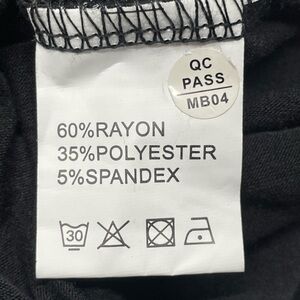 QC
PASS
MB04
60%RAYON
35%POLYESTER
5%SPANDEX
30